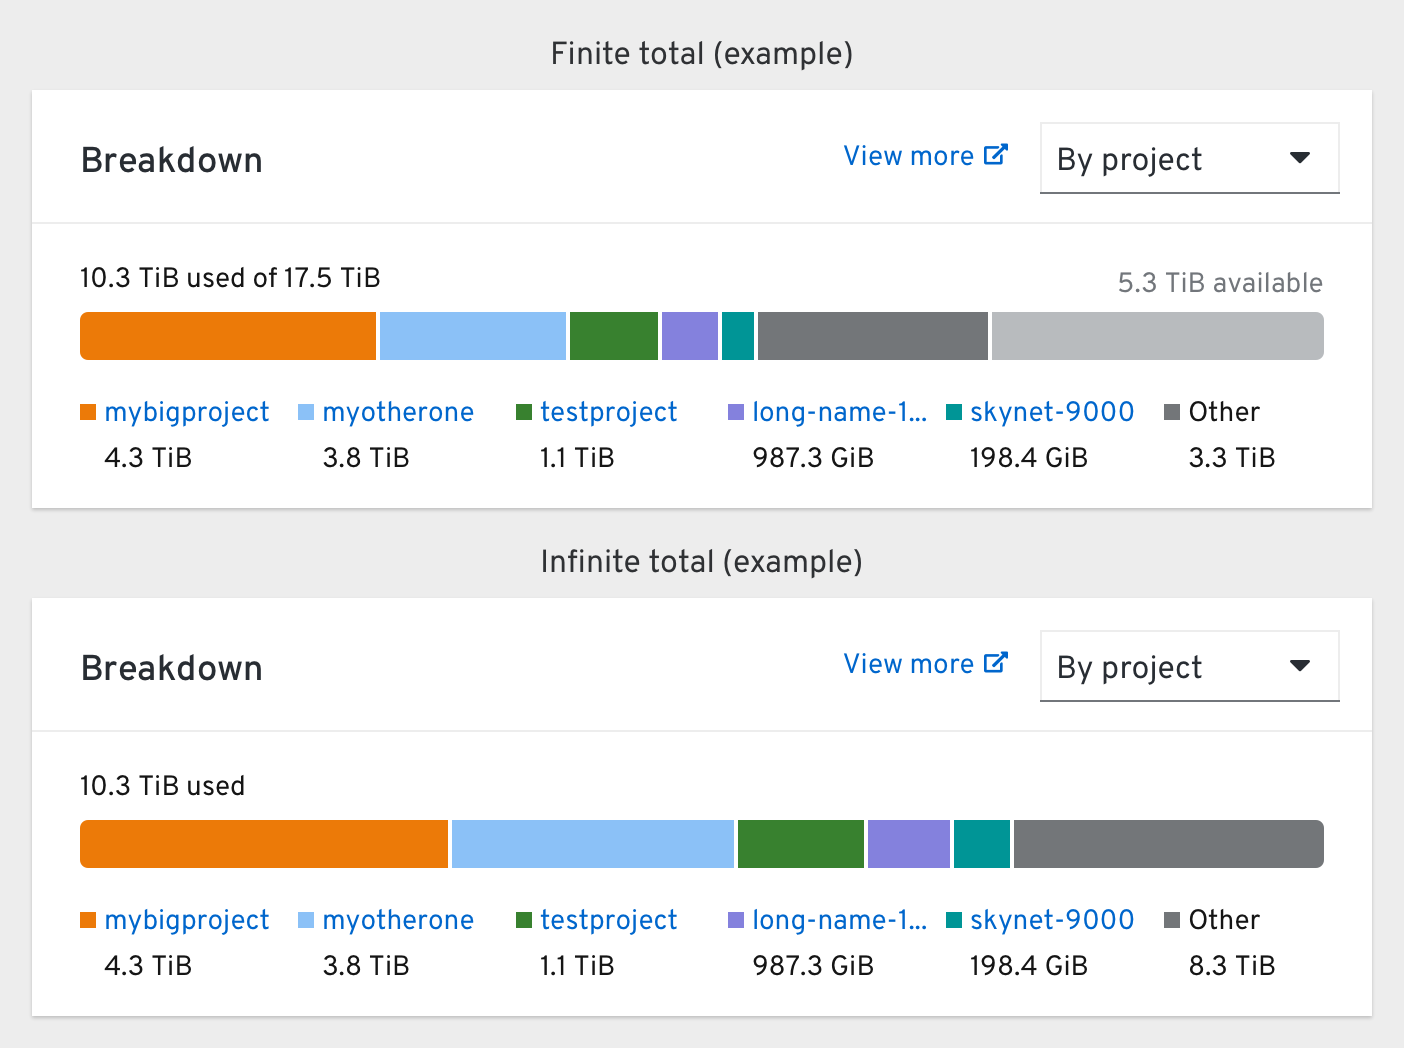 Finite total (example)
Breakdown
View more
By project
10.3 TiB used of 17.5 TiB
5.3 TiB available
mybigproject myotherone testproject long-name-1... skynet-9000 Other
4.3 TiB 3.8 TiB 1.1 TiB 987.3 GiB 198.4 GiB 3.3 TiB
Infinite total (example)
Breakdown
View more
By project
10.3 TiB used
mybigproject myotherone testproject long-name-1... skynet-9000 Other
4.3 TiB 3.8 TiB 1.1 TiB 987.3 GiB 198.4 GiB 8.3 TiB